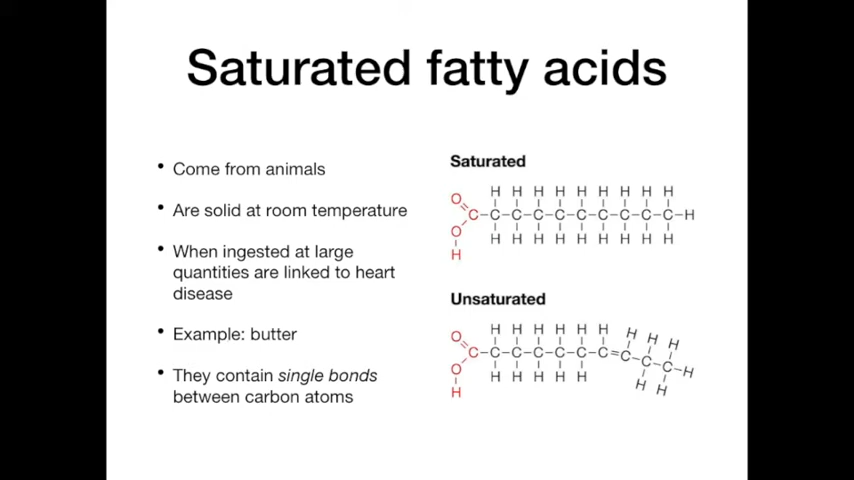 Saturated fatty acids
• Come from animals
• Are solid at room temperature
• When ingested at large
quantities are linked to heart
disease
• Example: butter
• They contain single bonds
between carbon atoms
Saturated
H H H H H H H H H
O
C-C-C-C-C-C-C-C-C-C-H
O
H H H H H H H H H
H
Unsaturated
H H H H H H H H H
O
C-C-C-C-C-C-C=C-C-C-H
O
H H H H H H H
H